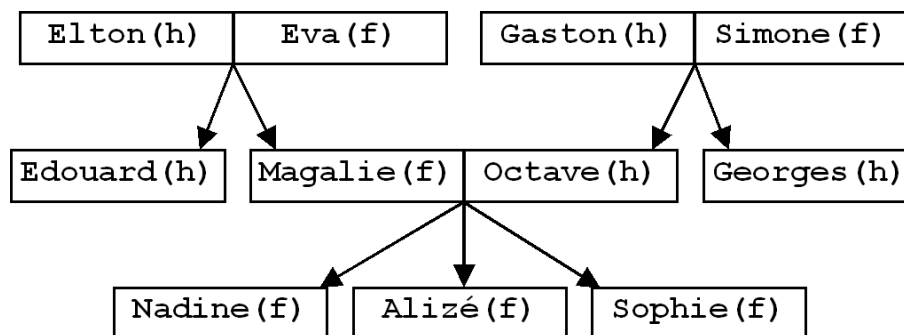 Elton(h) Eva(f) Gaston(h) Simone(f)
Edouard(h) Magalie(f) Octave(h) Georges(h)
Nadine(f) Alizé(f) Sophie(f)